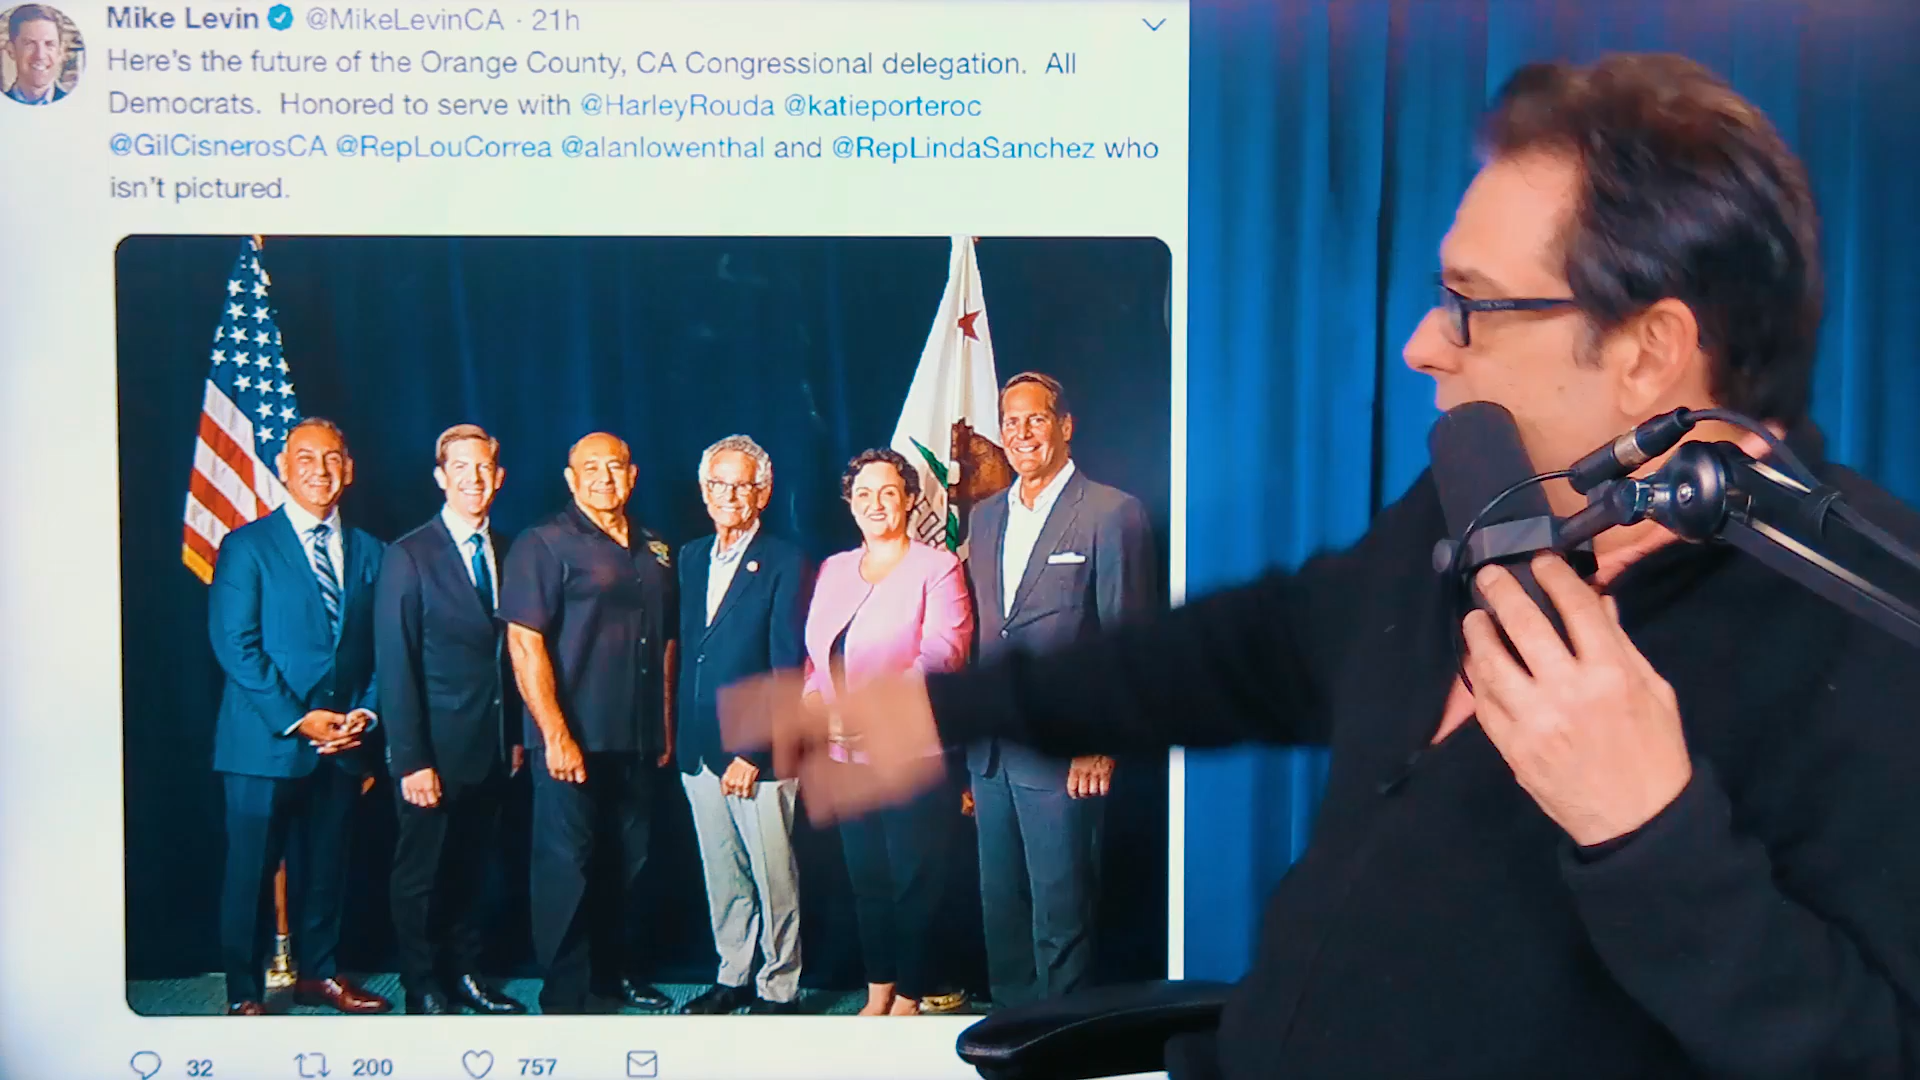 Mike Levin @MikeLevinCA · 21h
Here's the future of the Orange County, CA Congressional delegation. All
Democrats. Honored to serve with @HarleyRouda @katieporteroc
@GilCisnerosCA @RepLouCorrea @alanlowenthal and @RepLindaSanchez who
isn't pictured.
32 200 757